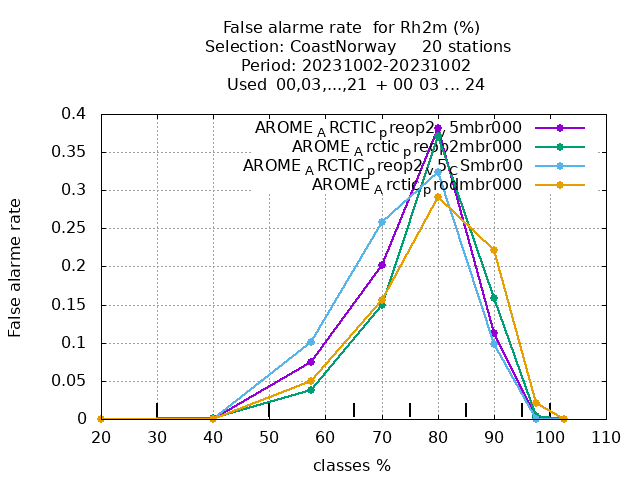 False alarme rate  for Rh2m (%)
Selection: CoastNorway     20 stations
Period: 20231002-20231002
Used  00,03,...,21  + 00 03 ... 24
0.4
0.35
0.3
0.25
0.2
0.15
0.1
0.05
0
False alarme rate
AROME_ARCTIC_preop2_v5mbr000
AROME_Arctic_preop2mbr000
AROME_ARCTIC_preop2_v5_CSmbr00
AROME_Arctic_prodmbr000
20 30 40 50 60 70 80 90 100 110
classes %